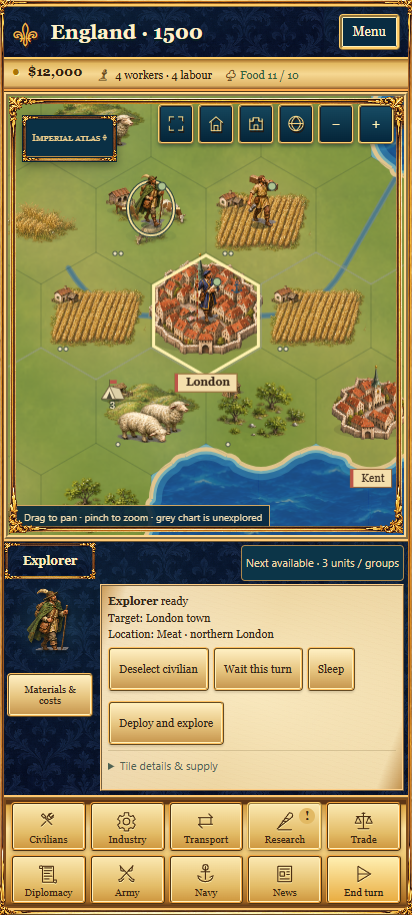 England · 1500
Menu
$12,000
4 workers · 4 labour
Food 11 / 10
Imperial atlas
−
+
London
3
Kent
Drag to pan · pinch to zoom · grey chart is unexplored
Explorer
Next available · 3 units / groups
Explorer ready
Target: London town
Location: Meat · northern London
Deselect civilian
Wait this turn
Sleep
Materials &
costs
Deploy and explore
Tile details & supply
Civilians
Industry
Transport
Research
!
Trade
Diplomacy
Army
Navy
News
End turn